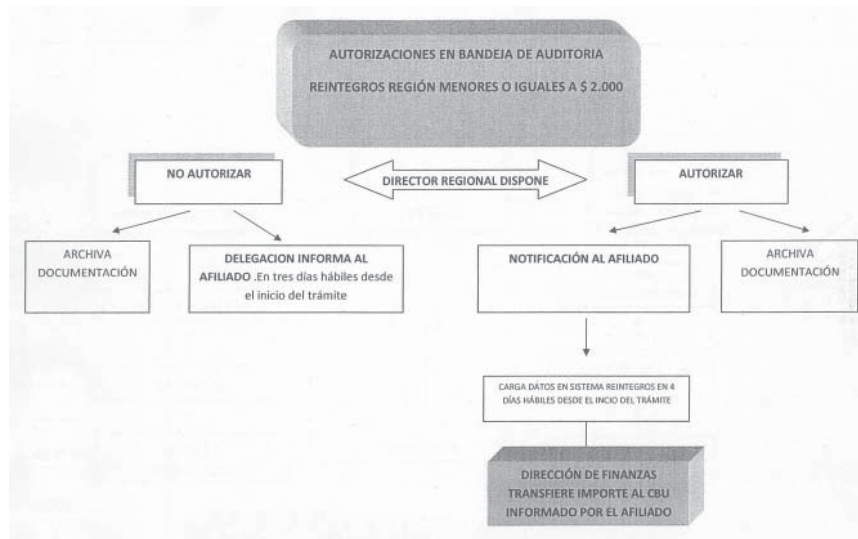 AUTORIZACIONES EN BANDEJA DE AUDITORIA
REINTEGROS REGIÓN MENORES O IGUALES A $ 2.000
NO AUTORIZAR
DIRECTOR REGIONAL DISPONE
AUTORIZAR
ARCHIVA
DOCUMENTACIÓN
DELEGACION INFORMA AL
AFILIADO .En tres días hábiles desde
el inicio del trámite
NOTIFICACIÓN AL AFILIADO
ARCHIVA
DOCUMENTACIÓN
CARGA DATOS EN SISTEMA REINTEGROS EN 4
DÍAS HÁBILES DESDE EL INCIO DEL TRÁMITE
DIRECCIÓN DE FINANZAS
TRANSFIERE IMPORTE AL CBU
INFORMADO POR EL AFILIADO